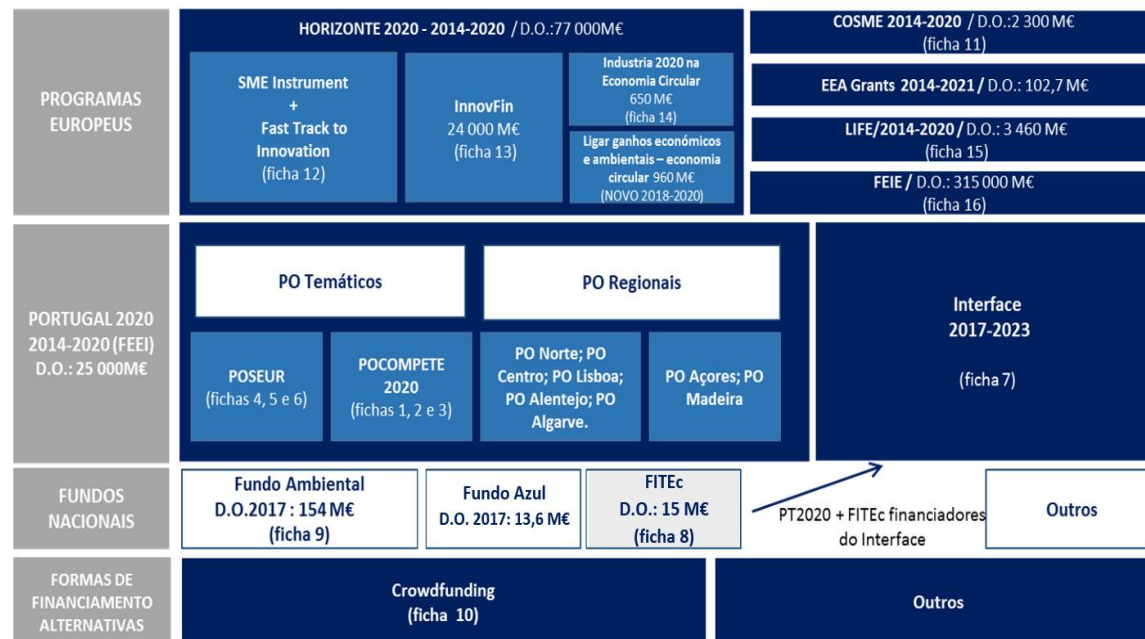 PROGRAMAS
EUROPEUS
HORIZONTE 2020 - 2014-2020 / D.O.:77 000M€
SME Instrument
+
Fast Track to
Innovation
(ficha 12)
InnovFin
24 000 M€
(ficha 13)
Industria 2020 na
Economia Circular
650 M€
(ficha 14)
Ligar ganhos económicos
e ambientais – economia
circular 960 M€
(NOVO 2018-2020)
COSME 2014-2020 / D.O.:2 300 M€
(ficha 11)
EEA Grants 2014-2021 / D.O.: 102,7 M€
LIFE/2014-2020 / D.O.: 3 460 M€
(ficha 15)
FEIE / D.O.: 315 000 M€
(ficha 16)
PORTUGAL 2020
2014-2020 (FEEI)
D.O.: 25 000M€
PO Temáticos
PO Regionais
POSEUR
(fichas 4, 5 e 6)
POCOMPETE
2020
(fichas 1, 2 e 3)
PO Norte; PO
Centro; PO Lisboa;
PO Alentejo; PO
Algarve.
PO Açores; PO
Madeira
Interface
2017-2023
(ficha 7)
FUNDOS
NACIONAIS
Fundo Ambiental
D.O.2017 : 154 M€
(ficha 9)
Fundo Azul
D.O. 2017: 13,6 M€
FITEc
D.O.: 15 M€
(ficha 8)
PT2020 + FITEc financiadores
do Interface
Outros
FORMAS DE
FINANCIAMENTO
ALTERNATIVAS
Crowdfunding
(ficha 10)
Outros